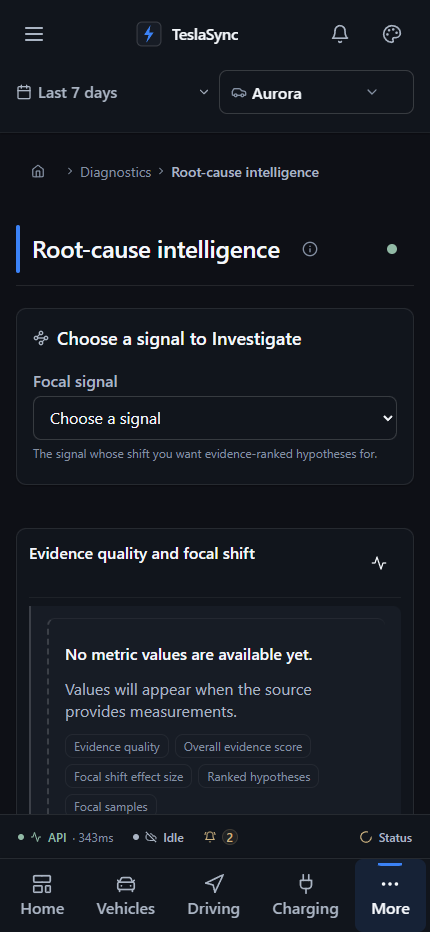 TeslaSync
Last 7 days
Aurora
Diagnostics
Root-cause intelligence
Root-cause intelligence
Choose a signal to Investigate
Focal signal
Choose a signal
The signal whose shift you want evidence-ranked hypotheses for.
Evidence quality and focal shift
No metric values are available yet.
Values will appear when the source
provides measurements.
Evidence quality
Overall evidence score
Focal shift effect size
Ranked hypotheses
Focal samples
API · 343ms
Idle
2
Status
Home
Vehicles
Driving
Charging
More